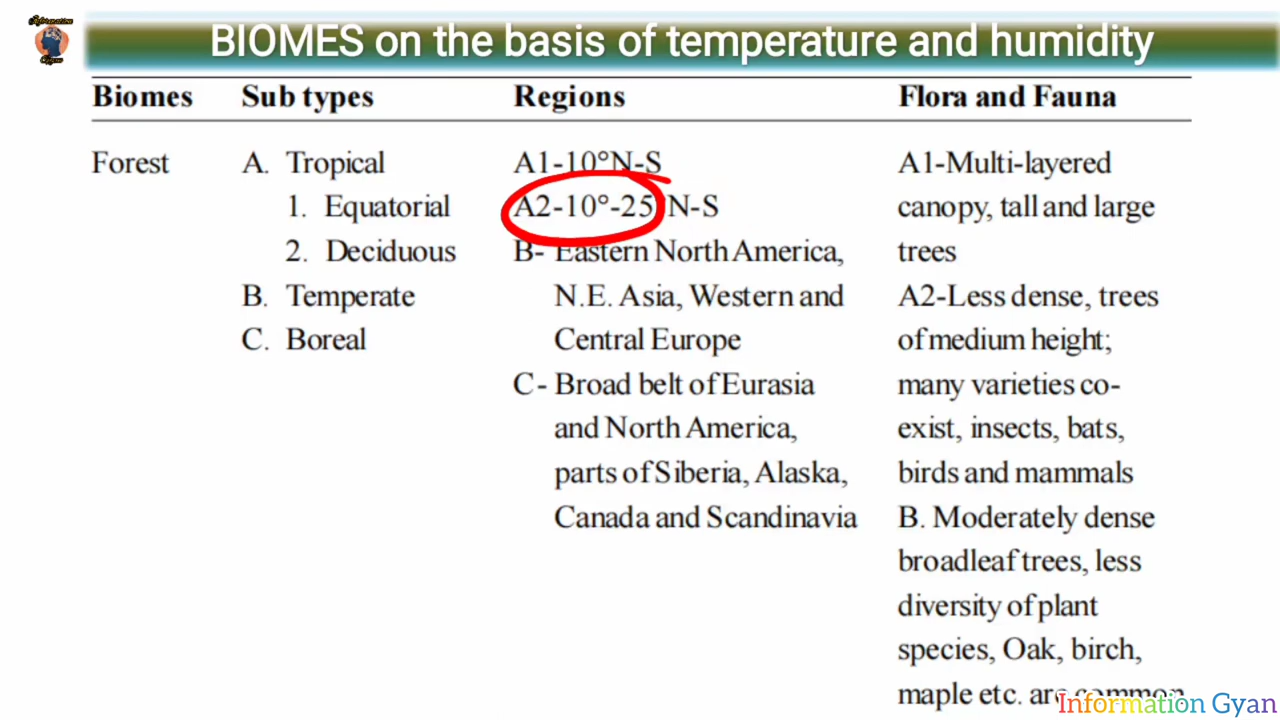 Information
Gyan
BIOMES on the basis of temperature and humidity
Biomes Sub types Regions Flora and Fauna
Forest A. Tropical A1-10°N-S A1-Multi-layered
1. Equatorial A2-10°-25°N-S canopy, tall and large
2. Deciduous B- Eastern North America, trees
B. Temperate N.E. Asia, Western and A2-Less dense, trees
C. Boreal Central Europe of medium height;
C- Broad belt of Eurasia many varieties co-
and North America, exist, insects, bats,
parts of Siberia, Alaska, birds and mammals
Canada and Scandinavia B. Moderately dense
broadleaf trees, less
diversity of plant
species, Oak, birch,
maple etc. are common
Information Gyan